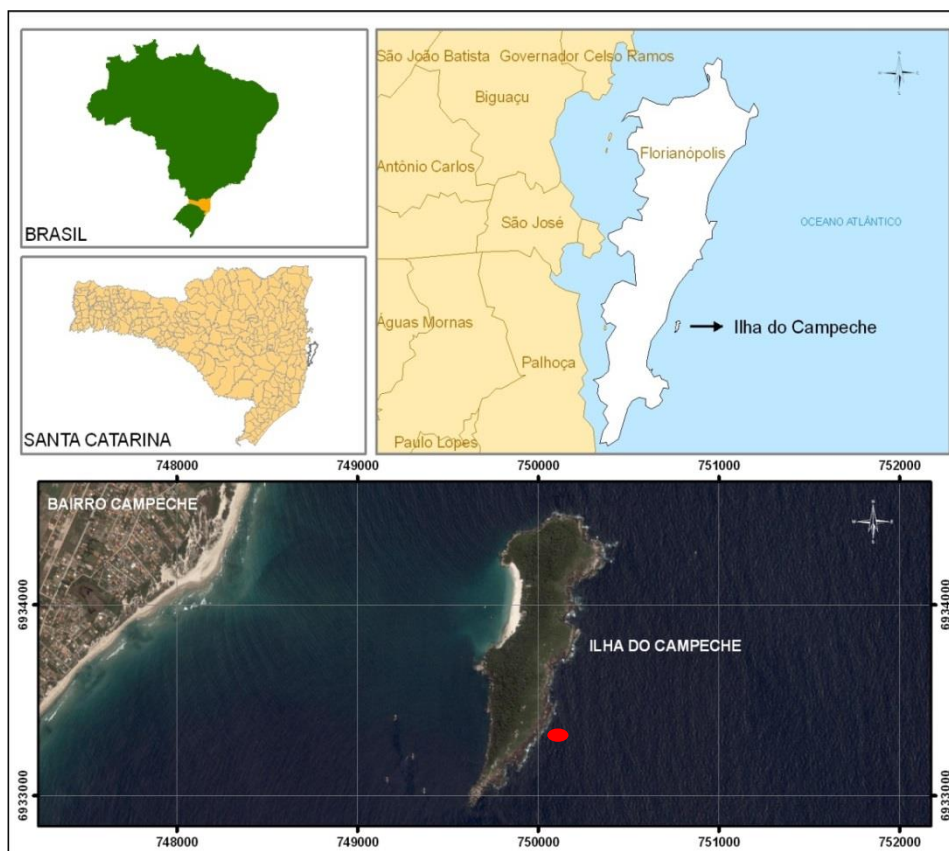 BRASIL
SANTA CATARINA
São João Batista
Governador Celso Ramos
Biguaçu
Antônio Carlos
Florianópolis
São José
OCEANO ATLÂNTICO
Águas Mornas
Ilha do Campeche
Palhoça
Paulo Lopes
748000 749000 750000 751000 752000
BAIRRO CAMPECHE
6934000 6934000
ILHA DO CAMPECHE
6933000 6933000
748000 749000 750000 751000 752000